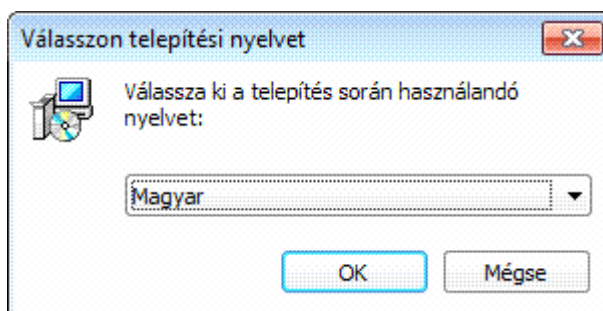 Válasszon telepítési nyelvet
Válassza ki a telepítés során használandó
nyelvet:
Magyar
OK
Mégse